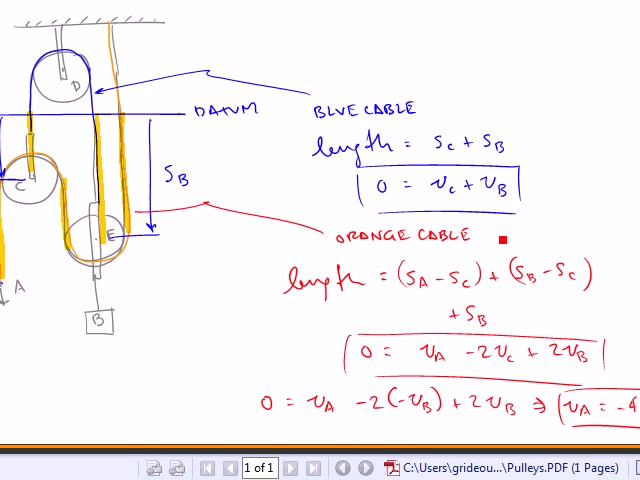 D
DATUM
BLUE CABLE
length = Sc + SB
0 = vc + vB
C
SB
E
ORANGE CABLE
A
length = (SA - Sc) + (SB - Sc)
+ SB
B
0 = vA - 2vc + 2vB
0 = vA - 2(-vB) + 2vB ⇒ vA = -4
1 of 1
C:\Users\grideou...\Pulleys.PDF (1 Pages)